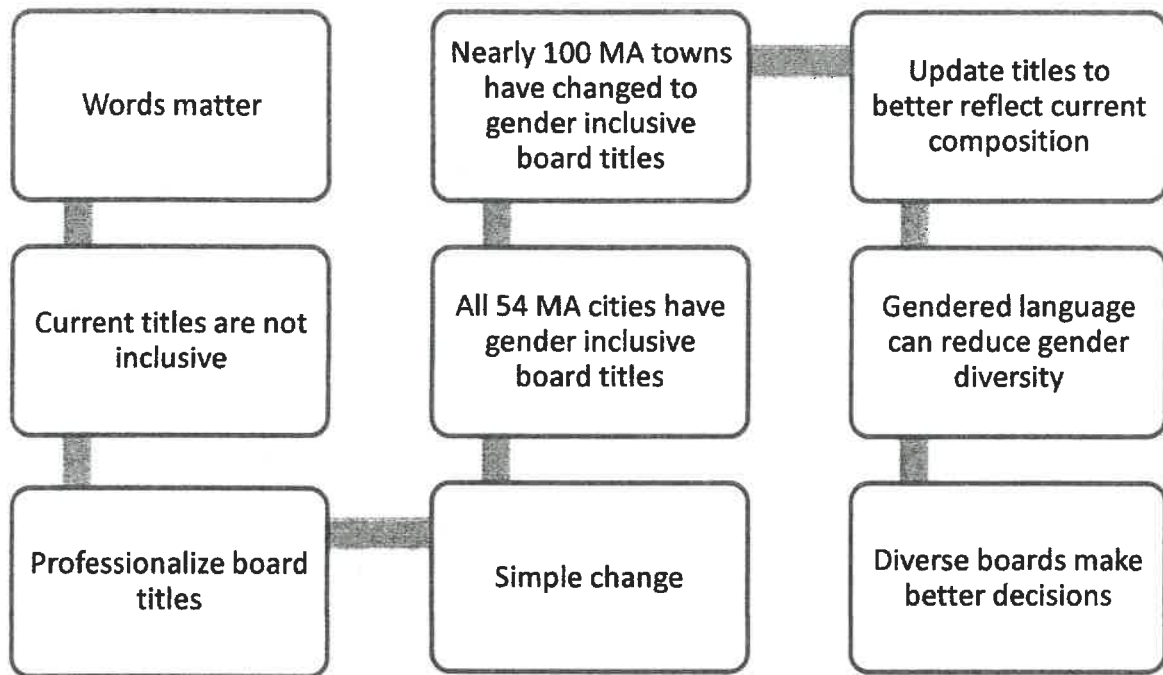 Words matter
Current titles are not
inclusive
Professionalize board
titles
Simple change
All 54 MA cities have
gender inclusive
board titles
Nearly 100 MA towns
have changed to
gender inclusive
board titles
Update titles to
better reflect current
composition
Gendered language
can reduce gender
diversity
Diverse boards make
better decisions